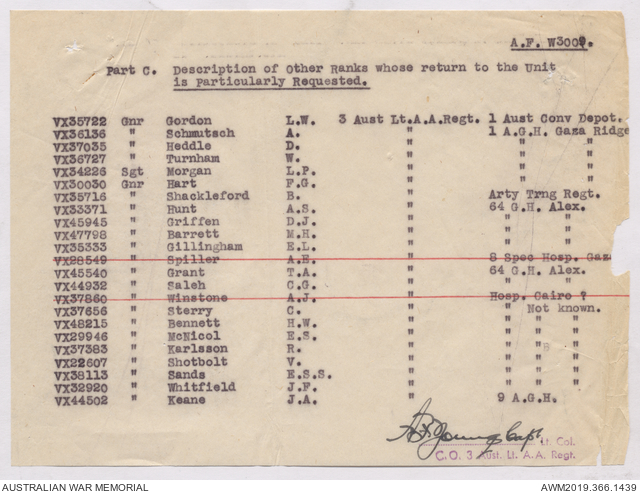 A.F. W3009.
Part C. Description of Other Ranks whose return to the Unit
is Particularly Requested.
VX35722 Gnr Gordon L.W. 3 Aust Lt.A.A.Regt. 1 Aust Conv Depot.
VX36136 " Schmutsch A. " 1 A.G.H. Gaza Ridge
VX37035 " Heddle D. " " "
VX36727 " Turnham W. " " "
VX34226 Sgt Morgan L.P. " " "
VX30030 Gnr Hart F.G. " " "
VX35716 " Shackleford B. " Arty Trng Regt.
VX33371 " Hunt A.S. " 64 G.H. Alex.
VX45945 " Griffen D.J. " " "
VX47798 " Barrett M.H. " " "
VX35333 " Gillingham E.L. " " "
VX28549 " Spiller A.E. " 8 Spec Hosp. Gaza
VX45540 " Grant T.A. " 64 G.H. Alex.
VX44932 " Saleh C.G. " " "
VX37860 " Winstone A.J. " Hosp. Cairo ?
VX37656 " Sterry C. " " Not known.
VX48215 " Bennett H.W. " " " "
VX29946 " McNicol E.S. " " " "
VX37383 " Karlsson R. " " "
VX22607 " Shotbolt V. " " " "
VX38113 " Sands E.S.S. " " " "
VX32920 " Whitfield J.F. " " " "
VX44502 " Keane J.A. " 9 A.G.H.
Young Capt Lt. Col.
C.O. 3 Aust. Lt. A.A. Regt.
AUSTRALIAN WAR MEMORIAL AWM2019.366.1439